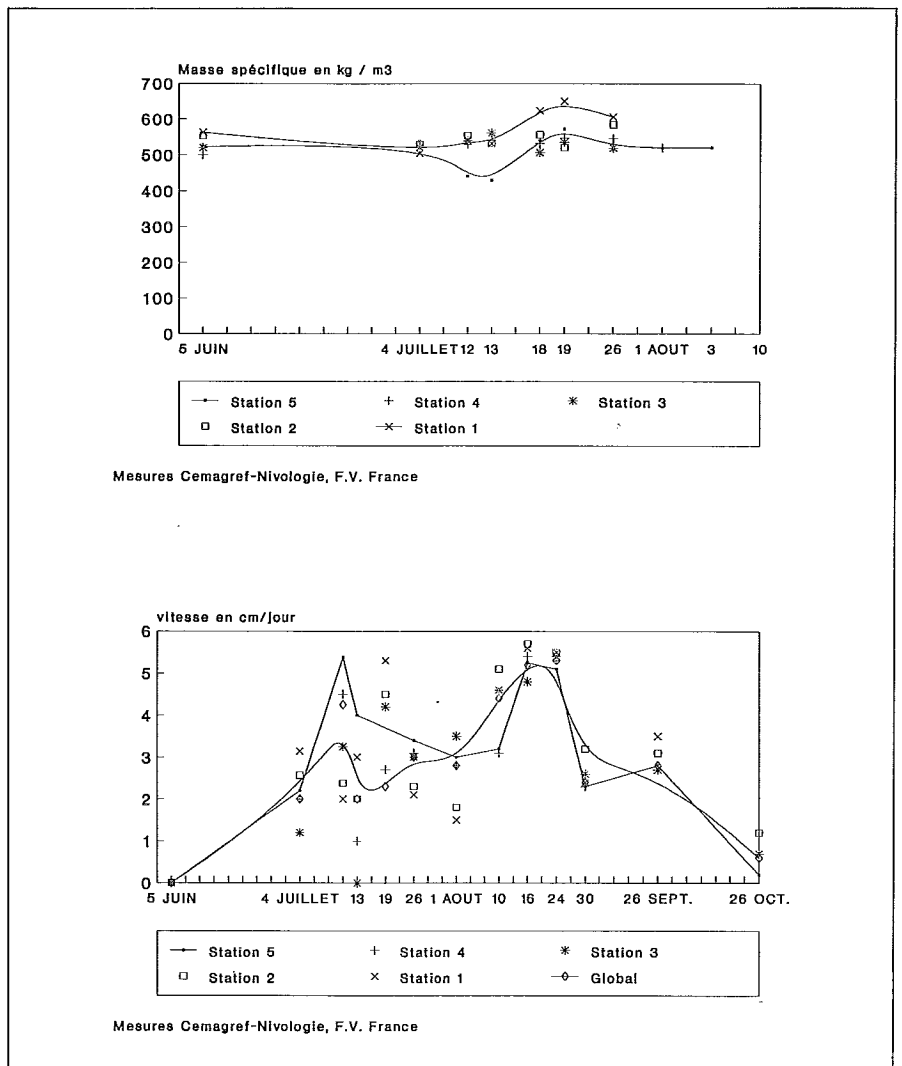 Masse spécifique en kg / m3
700
600
500
400
300
200
100
0
5 JUIN 4 JUILLET 12 13 18 19 26 1 AOUT 3 10
Station 5 Station 4 Station 3
Station 2 Station 1
Mesures Cemagref-Nivologie, F.V. France
vitesse en cm/jour
6
5
4
3
2
1
0
5 JUIN 4 JUILLET 13 19 26 1 AOUT 10 16 24 30 26 SEPT. 26 OCT.
Station 5 Station 4 Station 3
Station 2 Station 1 Global
Mesures Cemagref-Nivologie, F.V. France